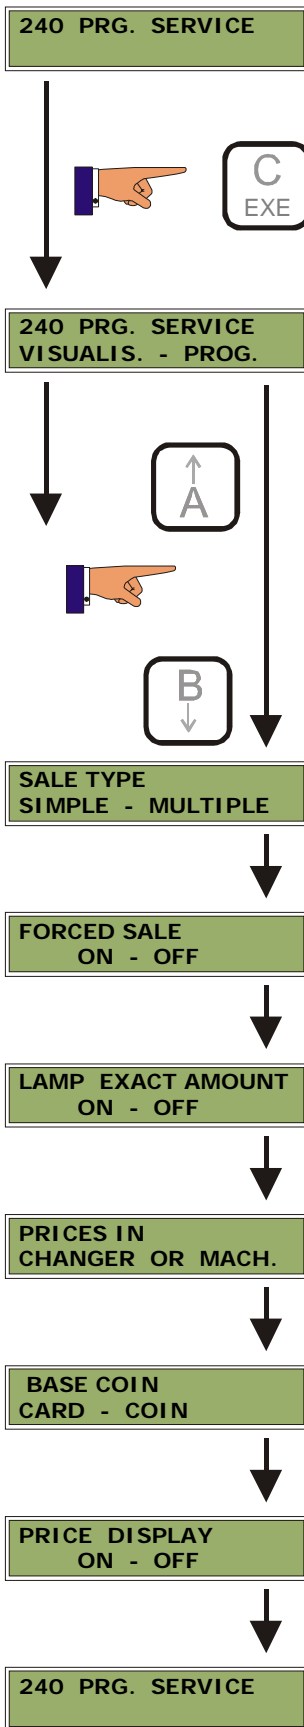 240 PRG. SERVICE
C
EXE
240 PRG. SERVICE
VISUALIS. - PROG.
A
B
SALE TYPE
SIMPLE - MULTIPLE
FORCED SALE
ON - OFF
LAMP EXACT AMOUNT
ON - OFF
PRICES IN
CHANGER OR MACH.
BASE COIN
CARD - COIN
PRICE DISPLAY
ON - OFF
240 PRG. SERVICE